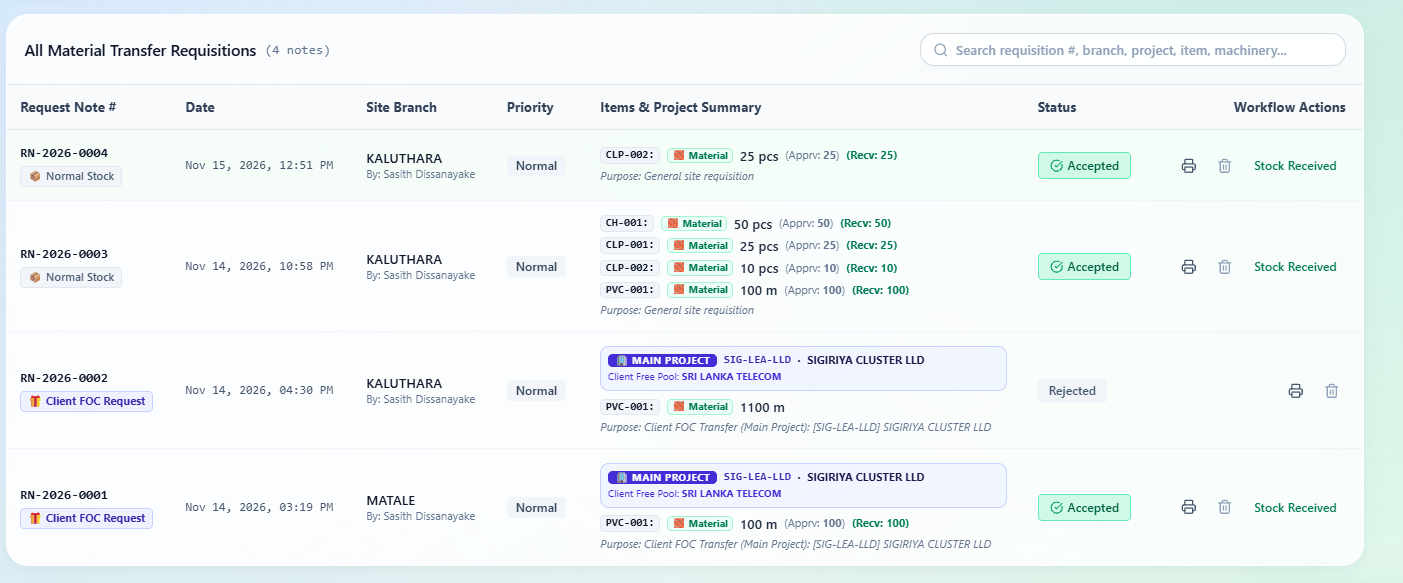 All Material Transfer Requisitions (4 notes)
Search requisition #, branch, project, item, machinery...
Request Note # Date Site Branch Priority Items & Project Summary Status Workflow Actions
RN-2026-0004
Normal Stock
Nov 15, 2026, 12:51 PM
KALUTHARA
By: Sasith Dissanayake
Normal
CLP-002: Material 25 pcs (Apprv: 25) (Recv: 25)
Purpose: General site requisition
Accepted
Stock Received
RN-2026-0003
Normal Stock
Nov 14, 2026, 10:58 PM
KALUTHARA
By: Sasith Dissanayake
Normal
CH-001: Material 50 pcs (Apprv: 50) (Recv: 50)
CLP-001: Material 25 pcs (Apprv: 25) (Recv: 25)
CLP-002: Material 10 pcs (Apprv: 10) (Recv: 10)
PVC-001: Material 100 m (Apprv: 100) (Recv: 100)
Purpose: General site requisition
Accepted
Stock Received
RN-2026-0002
Client FOC Request
Nov 14, 2026, 04:30 PM
KALUTHARA
By: Sasith Dissanayake
Normal
MAIN PROJECT SIG-LEA-LLD · SIGIRIYA CLUSTER LLD
Client Free Pool: SRI LANKA TELECOM
PVC-001: Material 1100 m
Purpose: Client FOC Transfer (Main Project): [SIG-LEA-LLD] SIGIRIYA CLUSTER LLD
Rejected
RN-2026-0001
Client FOC Request
Nov 14, 2026, 03:19 PM
MATALE
By: Sasith Dissanayake
Normal
MAIN PROJECT SIG-LEA-LLD · SIGIRIYA CLUSTER LLD
Client Free Pool: SRI LANKA TELECOM
PVC-001: Material 100 m (Apprv: 100) (Recv: 100)
Purpose: Client FOC Transfer (Main Project): [SIG-LEA-LLD] SIGIRIYA CLUSTER LLD
Accepted
Stock Received